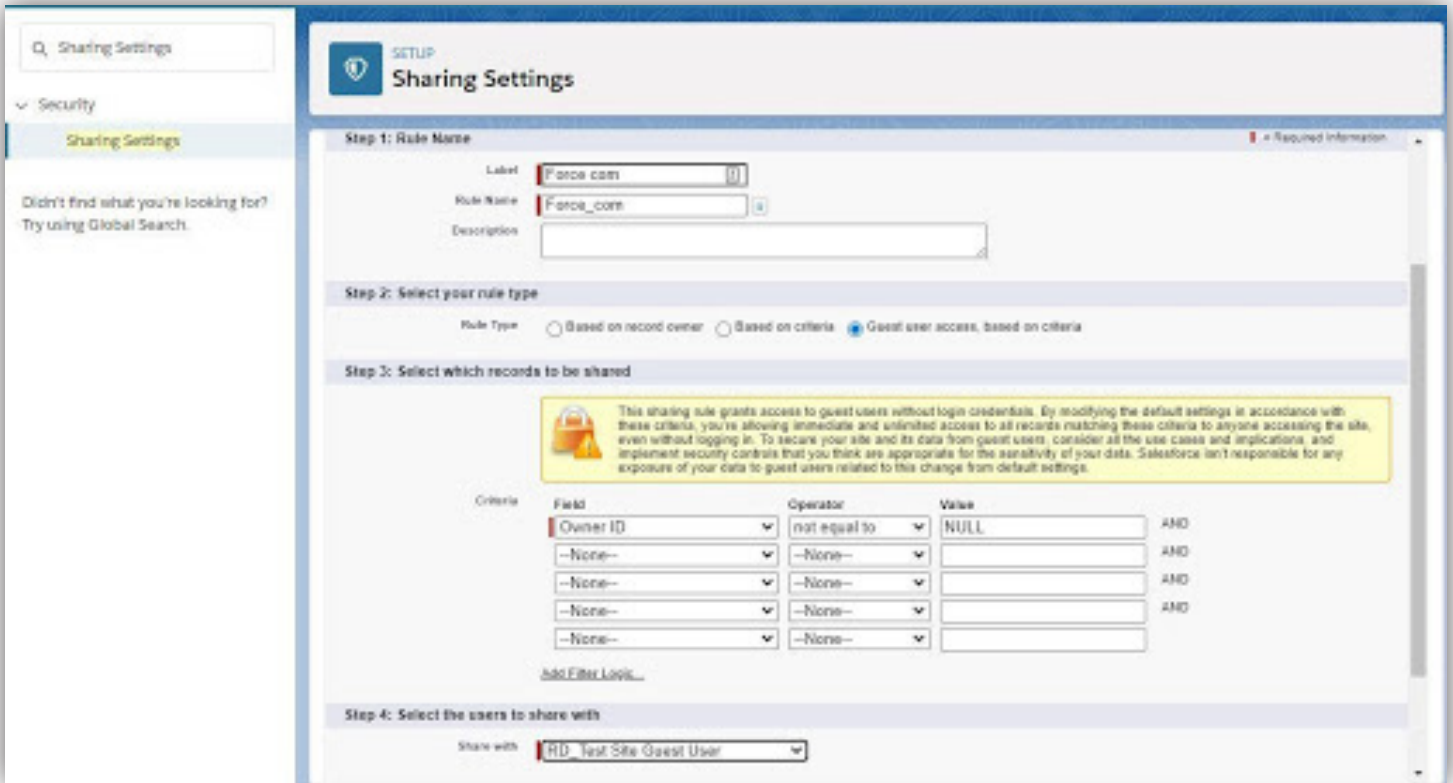 Sharing Settings
Security
Sharing Settings
Didn't find what you're looking for?
Try using Global Search.
SETUP
Sharing Settings
Step 1: Rule Name
= Required Information
Label
Force com
Rule Name
Force_com
i
Description
Step 2: Select your rule type
Rule Type
Based on record owner
Based on criteria
Guest user access, based on criteria
Step 3: Select which records to be shared
This sharing rule grants access to guest users without login credentials. By modifying the default settings in accordance with
these criteria, you're allowing immediate and unlimited access to all records matching these criteria to anyone accessing the site,
even without logging in. To secure your site and its data from guest users, consider all the use cases and implications, and
implement security controls that you think are appropriate for the sensitivity of your data. Salesforce isn't responsible for any
exposure of your data to guest users related to this change from default settings.
Criteria
Field Operator Value
Owner ID not equal to NULL AND
--None-- --None-- AND
--None-- --None-- AND
--None-- --None-- AND
--None-- --None--
Add Filter Logic...
Step 4: Select the users to share with
Share with
RD_Test Site Guest User